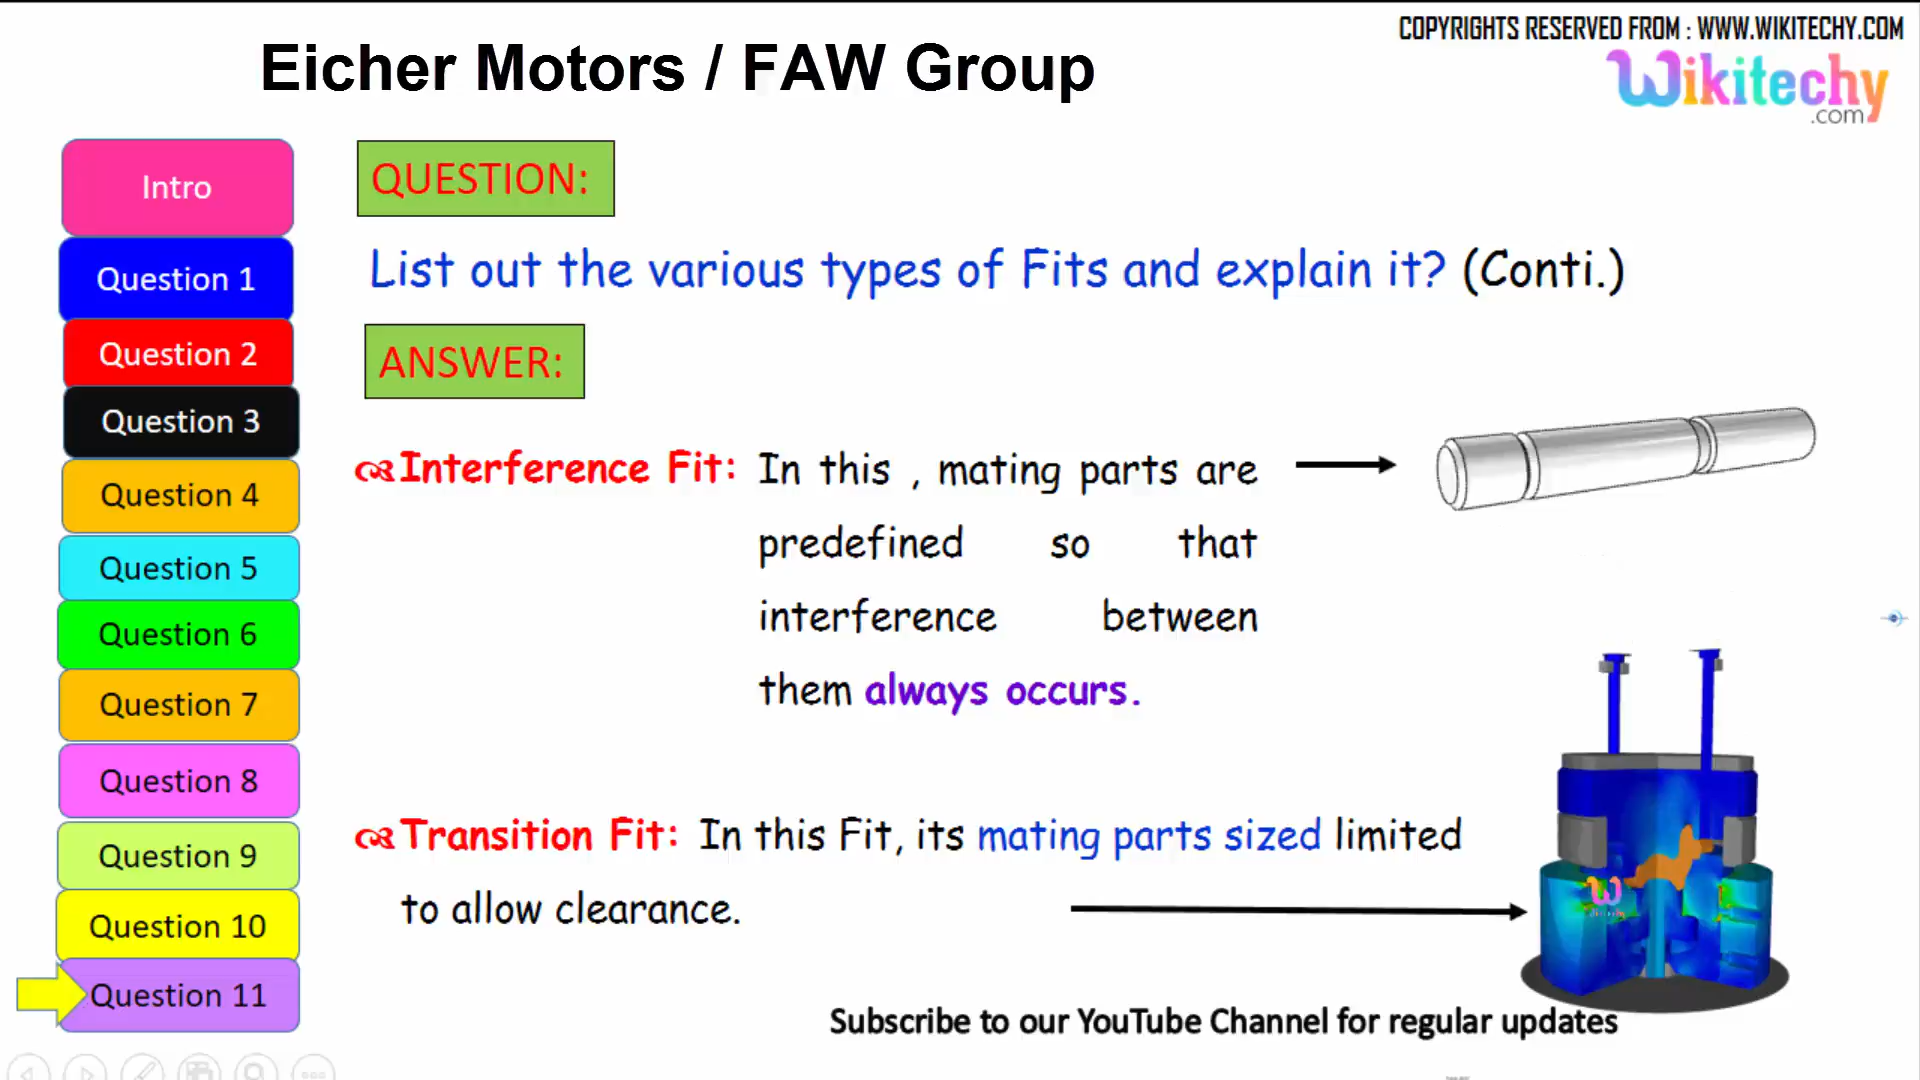 COPYRIGHTS RESERVED FROM : WWW.WIKITECHY.COM
Eicher Motors / FAW Group
Wikitechy
.com
Intro
Question 1
Question 2
Question 3
Question 4
Question 5
Question 6
Question 7
Question 8
Question 9
Question 10
Question 11
QUESTION:
List out the various types of Fits and explain it? (Conti.)
ANSWER:
Interference Fit: In this , mating parts are
predefined so that
interference between
them always occurs.
Transition Fit: In this Fit, its mating parts sized limited
to allow clearance.
Subscribe to our YouTube Channel for regular updates